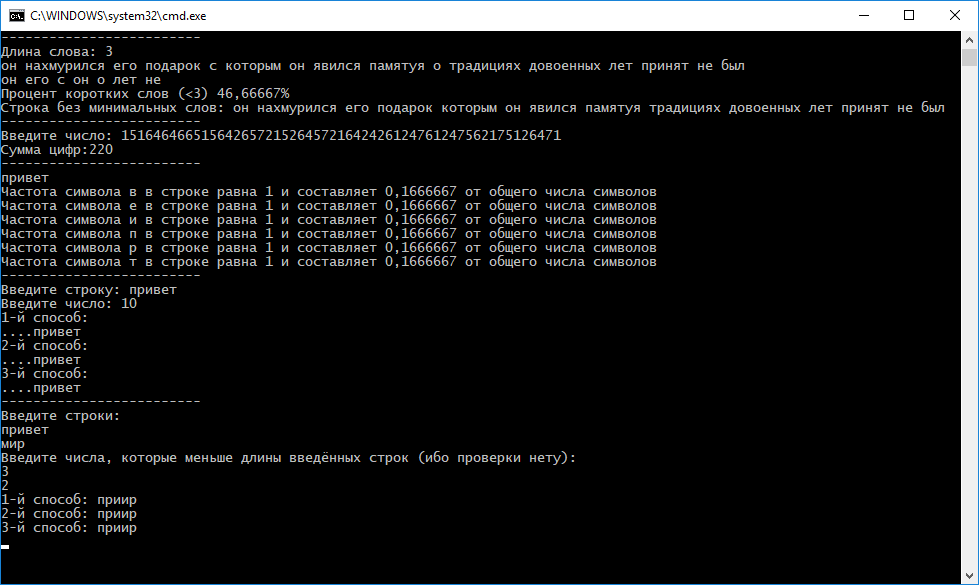 C:\WINDOWS\system32\cmd.exe
-------------------------
Длина слова: 3
он нахмурился его подарок с которым он явился памятуя о традициях довоенных лет принят не был
он его с он о лет не
Процент коротких слов (<3) 46,66667%
Строка без минимальных слов: он нахмурился его подарок которым он явился памятуя традициях довоенных лет принят не был
-------------------------
Введите число: 1516464665156426572152645721642426124761247562175126471
Сумма цифр:220
-------------------------
привет
Частота символа в в строке равна 1 и составляет 0,1666667 от общего числа символов
Частота символа е в строке равна 1 и составляет 0,1666667 от общего числа символов
Частота символа и в строке равна 1 и составляет 0,1666667 от общего числа символов
Частота символа п в строке равна 1 и составляет 0,1666667 от общего числа символов
Частота символа р в строке равна 1 и составляет 0,1666667 от общего числа символов
Частота символа т в строке равна 1 и составляет 0,1666667 от общего числа символов
-------------------------
Введите строку: привет
Введите число: 10
1-й способ:
....привет
2-й способ:
....привет
3-й способ:
....привет
-------------------------
Введите строки:
привет
мир
Введите числа, которые меньше длины введённых строк (ибо проверки нету):
3
2
1-й способ: приир
2-й способ: приир
3-й способ: приир